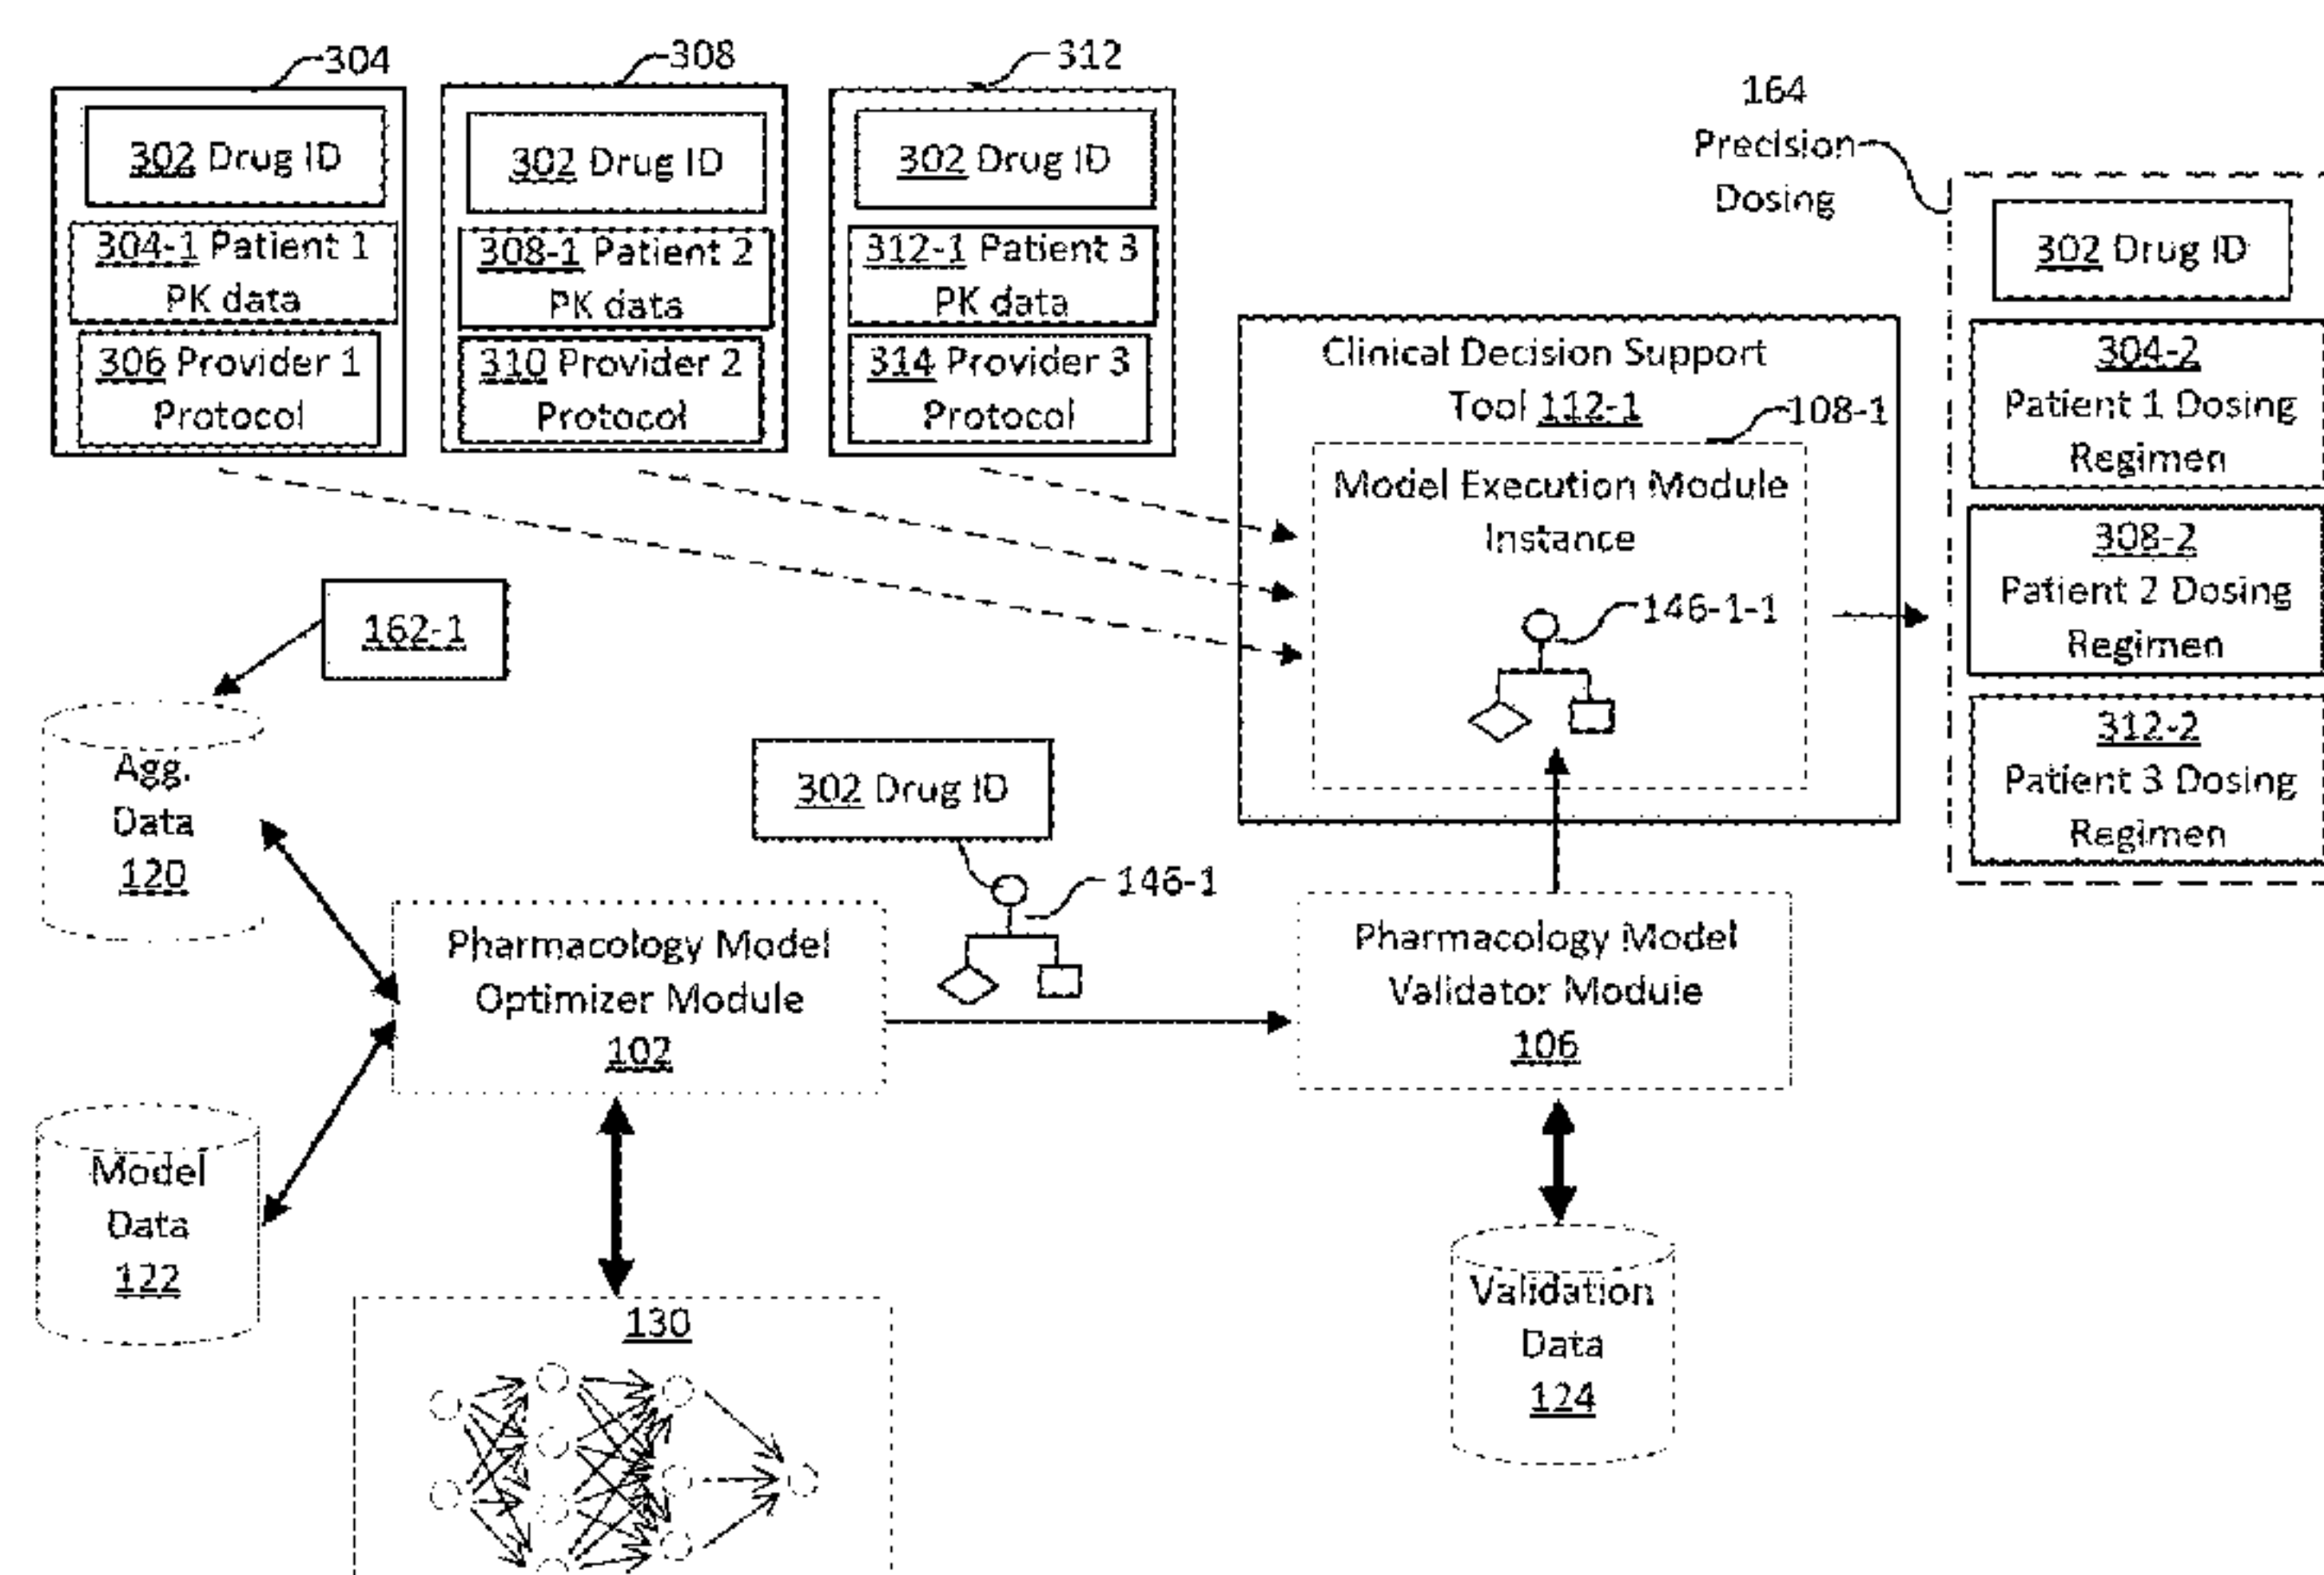 304
302 Drug ID
304-1 Patient 1
PK data
306 Provider 1
Protocol
308
302 Drug ID
308-1 Patient 2
PK data
310 Provider 2
Protocol
312
302 Drug ID
312-1 Patient 3
PK data
314 Provider 3
Protocol
164
Precision
Dosing
302 Drug ID
304-2
Patient 1 Dosing
Regimen
308-2
Patient 2 Dosing
Regimen
312-2
Patient 3 Dosing
Regimen
Clinical Decision Support
Tool 112-1
108-1
Model Execution Module
Instance
146-1-1
162-1
Agg.
Data
120
302 Drug ID
146-1
Pharmacology Model
Optimizer Module
102
Pharmacology Model
Validator Module
106
Model
Data
122
130
Validation
Data
124